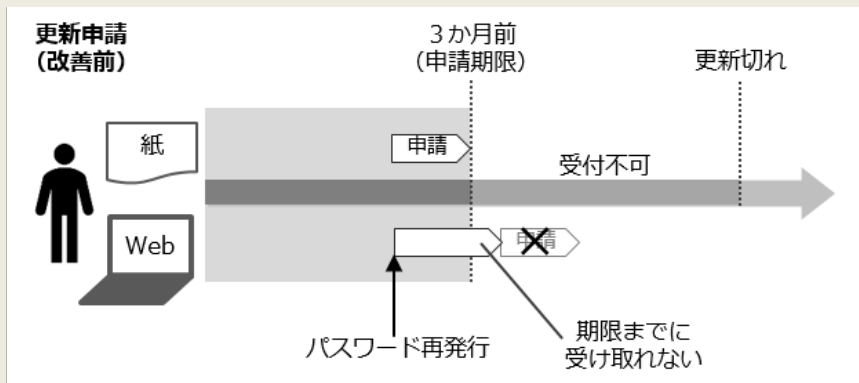 更新申請
（改善前）
３か月前
（申請期限）
更新切れ
紙
申請
受付不可
Web
申請
パスワード再発行
期限までに
受け取れない